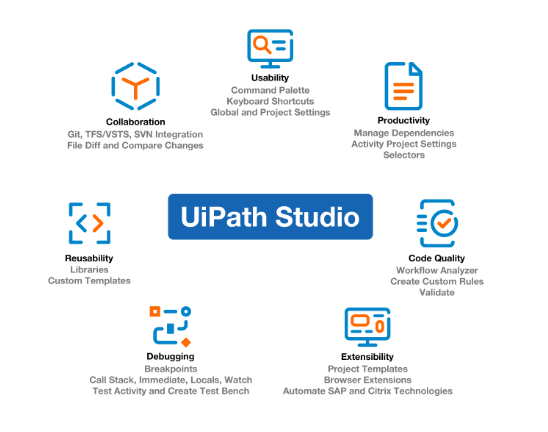 Usability
Command Palette
Keyboard Shortcuts
Global and Project Settings
Collaboration
Git, TFS/VSTS, SVN Integration
File Diff and Compare Changes
Productivity
Manage Dependencies
Activity Project Settings
Selectors
UiPath Studio
Reusability
Libraries
Custom Templates
Code Quality
Workflow Analyzer
Create Custom Rules
Validate
Debugging
Breakpoints
Call Stack, Immediate, Locals, Watch
Test Activity and Create Test Bench
Extensibility
Project Templates
Browser Extensions
Automate SAP and Citrix Technologies